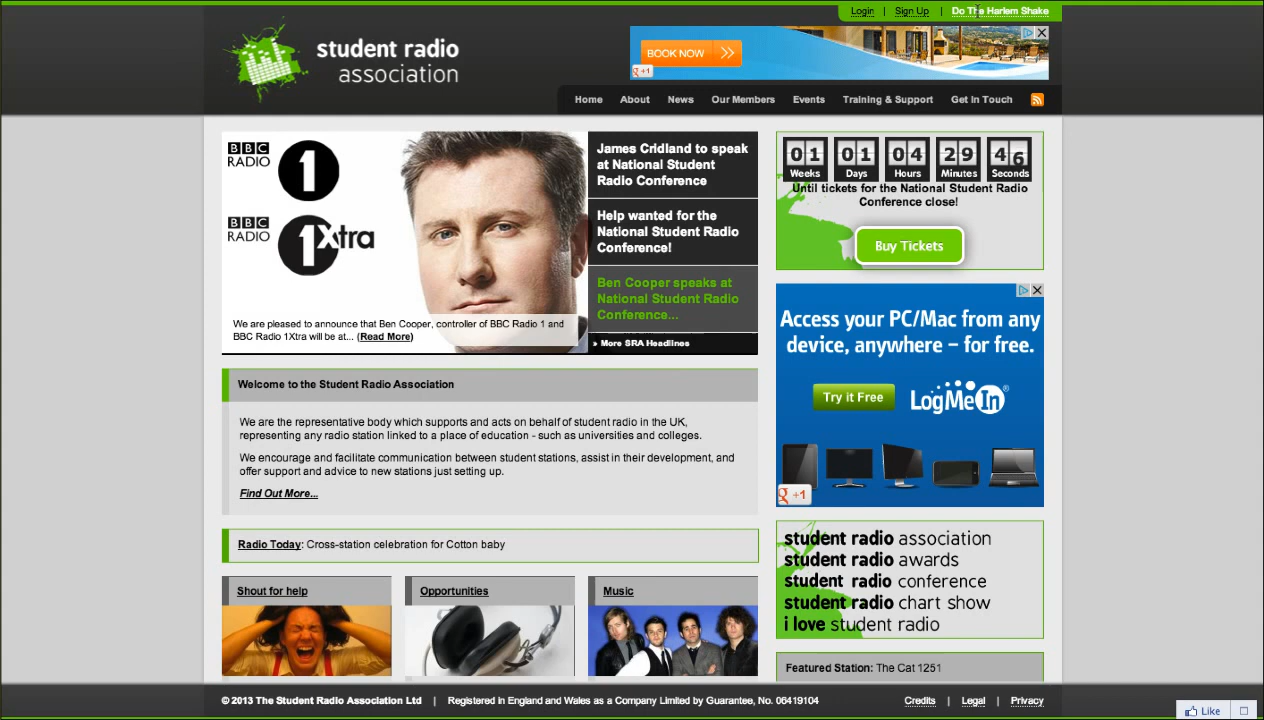 Login | Sign Up | Do The Harlem Shake
student radio
association
BOOK NOW
g +1
Home About News Our Members Events Training & Support Get In Touch
BBC
RADIO
1
BBC
RADIO
1Xtra
We are pleased to announce that Ben Cooper, controller of BBC Radio 1 and
BBC Radio 1Xtra will be at... (Read More)
James Cridland to speak
at National Student
Radio Conference
Help wanted for the
National Student Radio
Conference!
Ben Cooper speaks at
National Student Radio
Conference...
» More SRA Headlines
01 01 04 29 46
Weeks Days Hours Minutes Seconds
Until tickets for the National Student Radio
Conference close!
Buy Tickets
Access your PC/Mac from any
device, anywhere – for free.
Try it Free
LogMeIn®
g +1
Welcome to the Student Radio Association
We are the representative body which supports and acts on behalf of student radio in the UK,
representing any radio station linked to a place of education - such as universities and colleges.
We encourage and facilitate communication between student stations, assist in their development, and
offer support and advice to new stations just setting up.
Find Out More...
Radio Today: Cross-station celebration for Cotton baby
Shout for help
Opportunities
Music
student radio association
student radio awards
student radio conference
student radio chart show
i love student radio
Featured Station: The Cat 1251
© 2013 The Student Radio Association Ltd | Registered in England and Wales as a Company Limited by Guarantee, No. 06419104
Credits | Legal | Privacy
Like